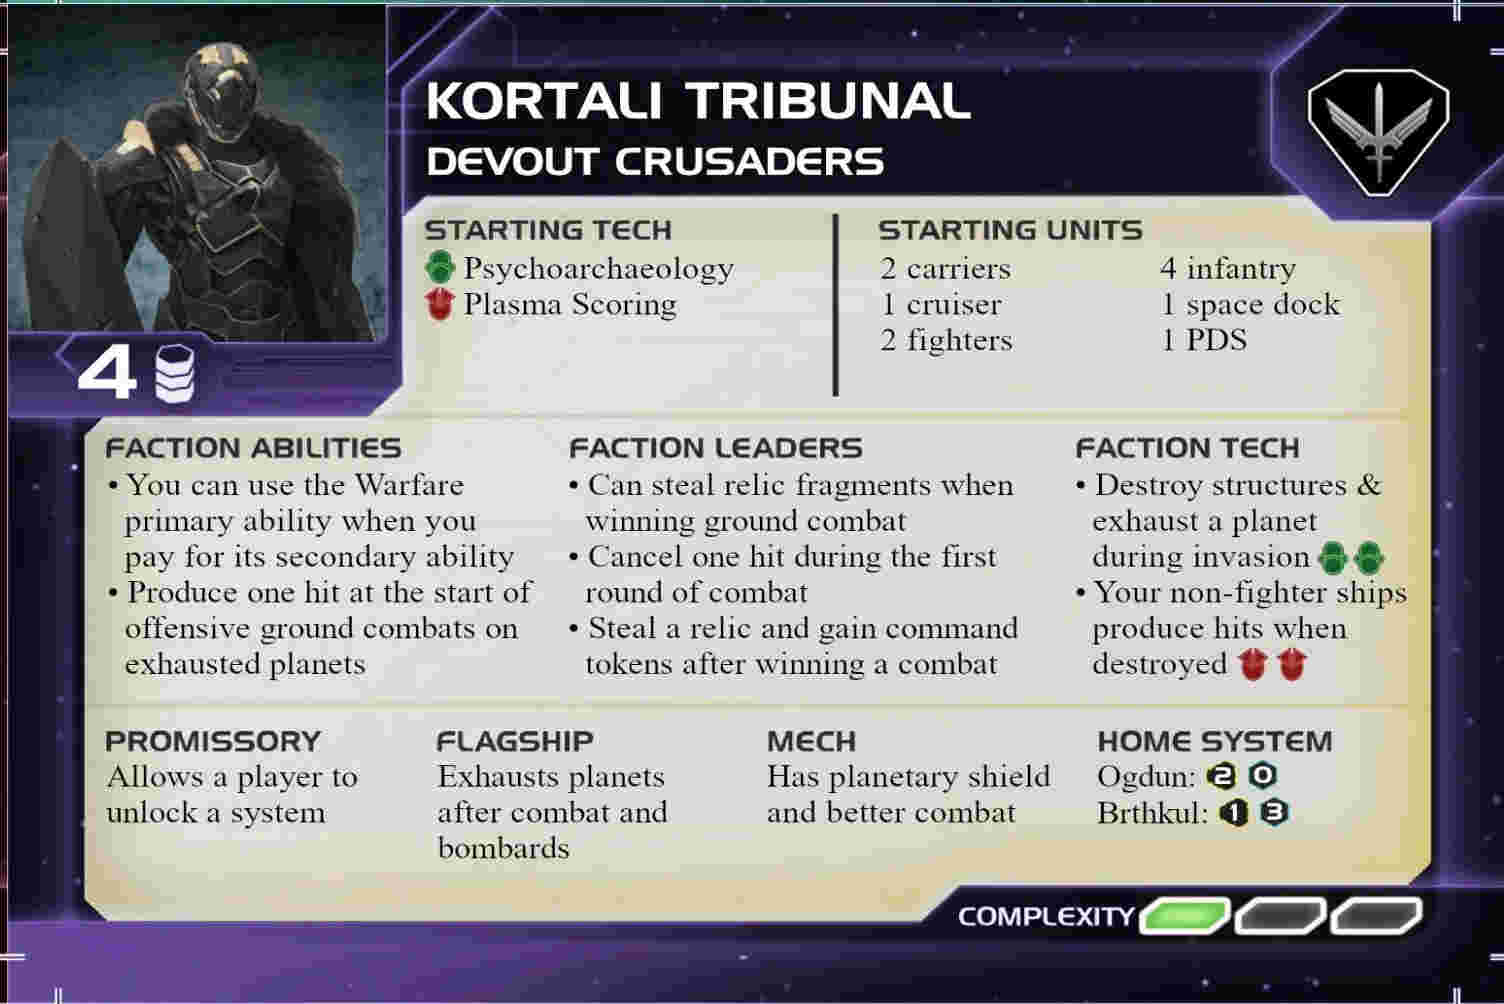 KORTALI TRIBUNAL
DEVOUT CRUSADERS
4
STARTING TECH
Psychoarchaeology
Plasma Scoring
STARTING UNITS
2 carriers
1 cruiser
2 fighters
4 infantry
1 space dock
1 PDS
FACTION ABILITIES
• You can use the Warfare
primary ability when you
pay for its secondary ability
• Produce one hit at the start of
offensive ground combats on
exhausted planets
FACTION LEADERS
• Can steal relic fragments when
winning ground combat
• Cancel one hit during the first
round of combat
• Steal a relic and gain command
tokens after winning a combat
FACTION TECH
• Destroy structures &
exhaust a planet
during invasion
• Your non-fighter ships
produce hits when
destroyed
PROMISSORY
Allows a player to
unlock a system
FLAGSHIP
Exhausts planets
after combat and
bombards
MECH
Has planetary shield
and better combat
HOME SYSTEM
Ogdun: 2 0
Brthkul: 1 3
COMPLEXITY